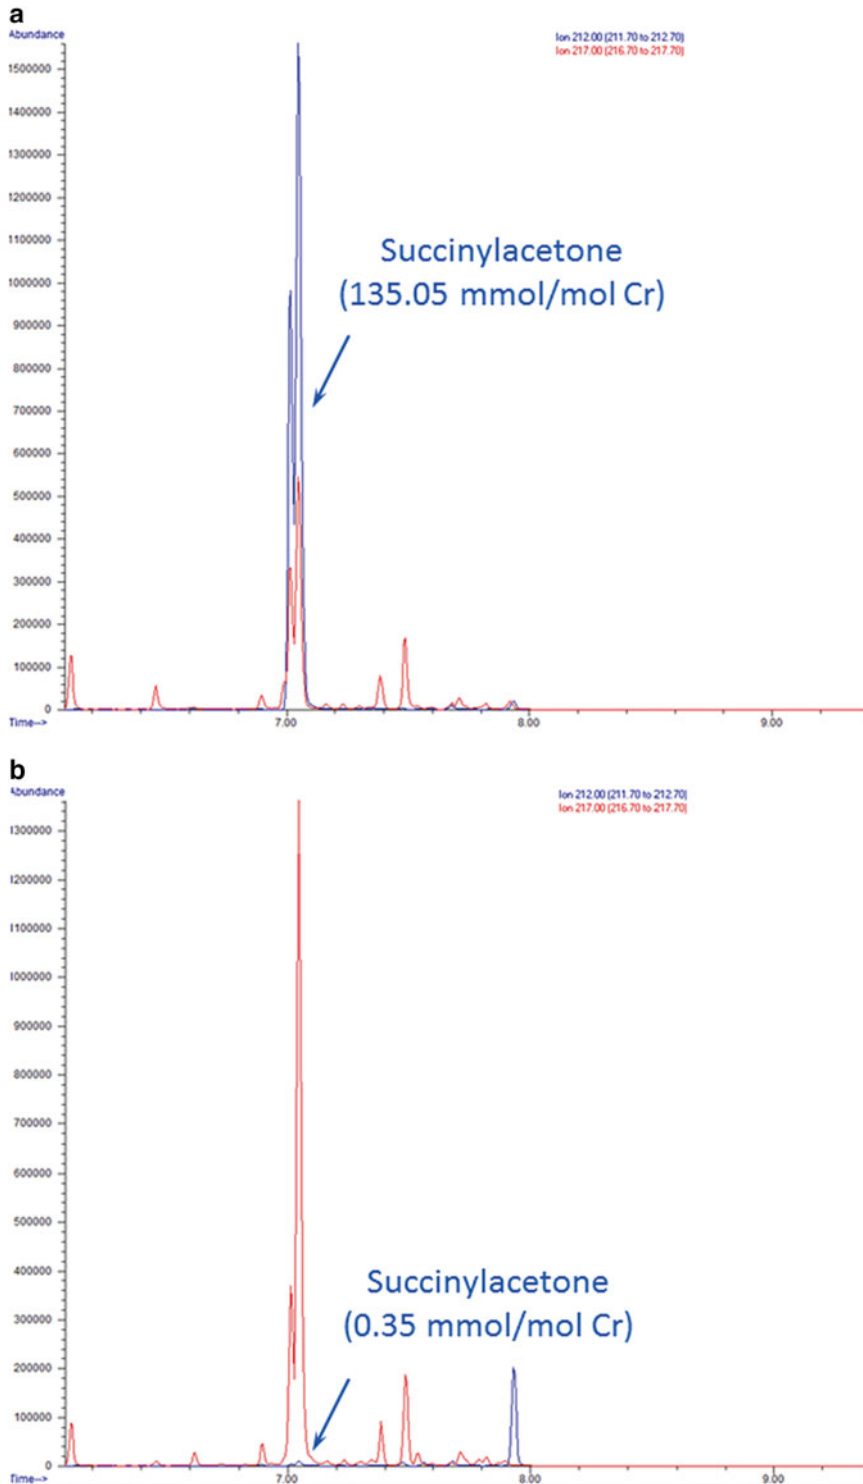 a
Abundance
Ion 212.00 (211.70 to 212.70)
Ion 217.00 (216.70 to 217.70)
1500000
1400000
1300000
1200000
1100000
1000000
900000
800000
700000
600000
500000
400000
300000
200000
100000
0
Succinylacetone
(135.05 mmol/mol Cr)
Time-->
7.00
8.00
9.00
b
Abundance
Ion 212.00 (211.70 to 212.70)
Ion 217.00 (216.70 to 217.70)
1300000
1200000
1100000
1000000
900000
800000
700000
600000
500000
400000
300000
200000
100000
0
Succinylacetone
(0.35 mmol/mol Cr)
Time-->
7.00
8.00
9.00